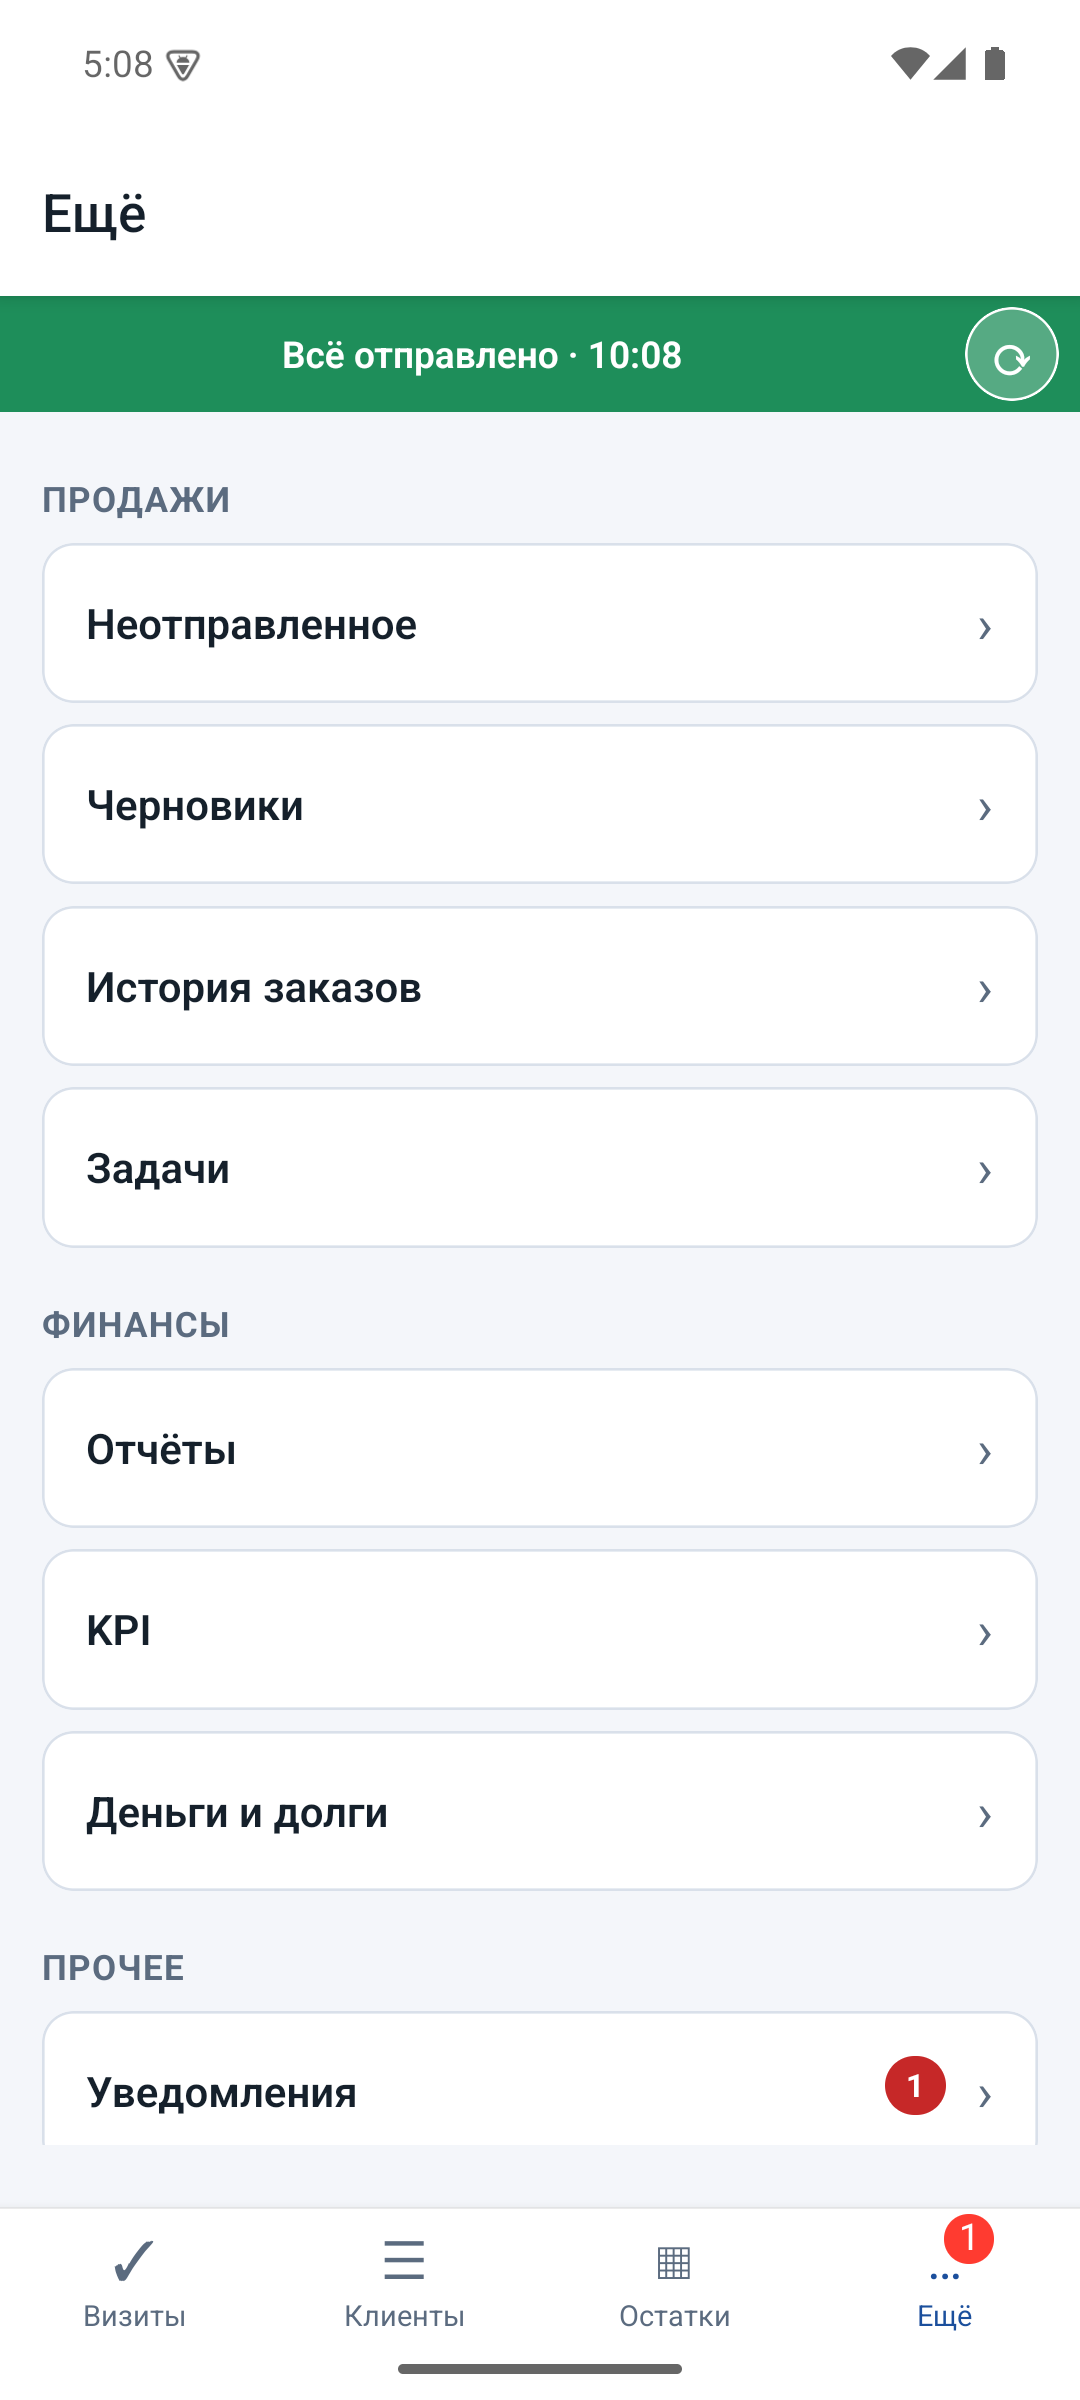 5:08
Ещё
Всё отправлено · 10:08
ПРОДАЖИ
Неотправленное
Черновики
История заказов
Задачи
ФИНАНСЫ
Отчёты
KPI
Деньги и долги
ПРОЧЕЕ
Уведомления 1
1
Визиты Клиенты Остатки Ещё